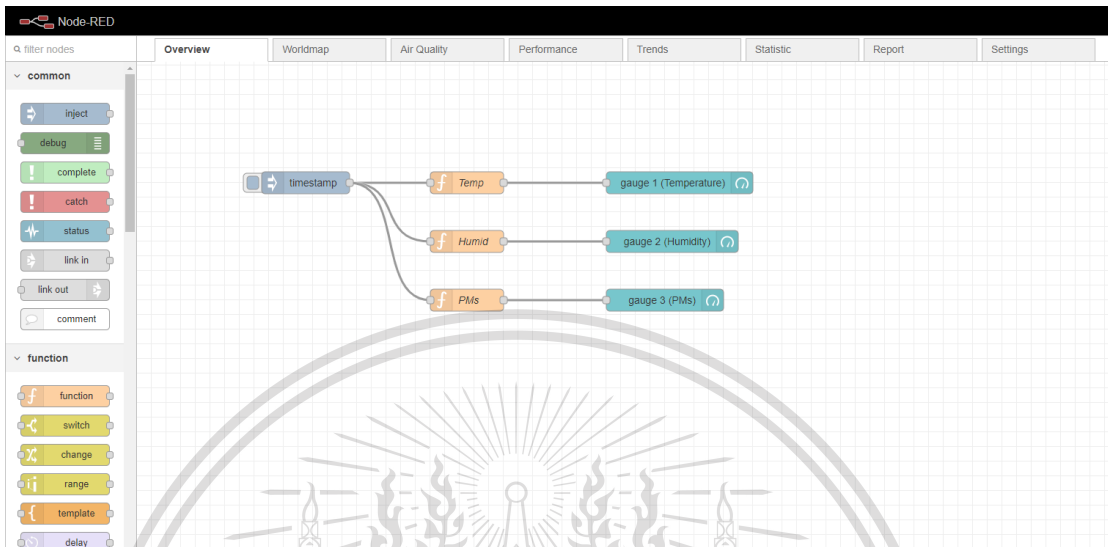 Node-RED
filter nodes
Overview Worldmap Air Quality Performance Trends Statistic Report Settings
common
inject
debug
complete
catch
status
link in
link out
comment
function
function
switch
change
range
template
delay
timestamp Temp gauge 1 (Temperature)
Humid gauge 2 (Humidity)
PMs gauge 3 (PMs)